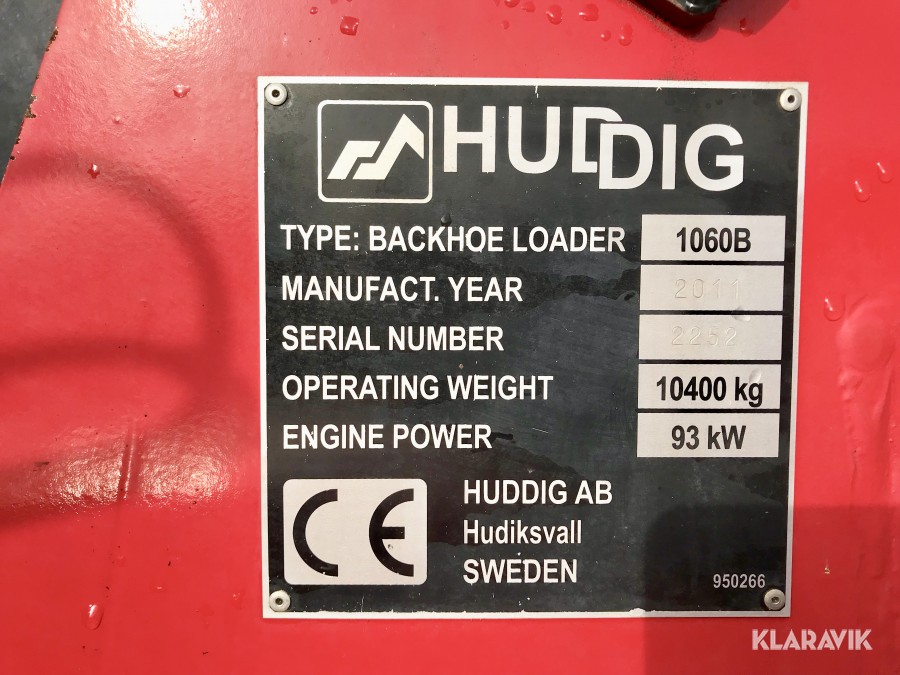 HUDDIG
TYPE: BACKHOE LOADER 1060B
MANUFACT. YEAR 2011
SERIAL NUMBER 2252
OPERATING WEIGHT 10400 kg
ENGINE POWER 93 kW
CE
HUDDIG AB
Hudiksvall
SWEDEN
950266
KLARAVIK